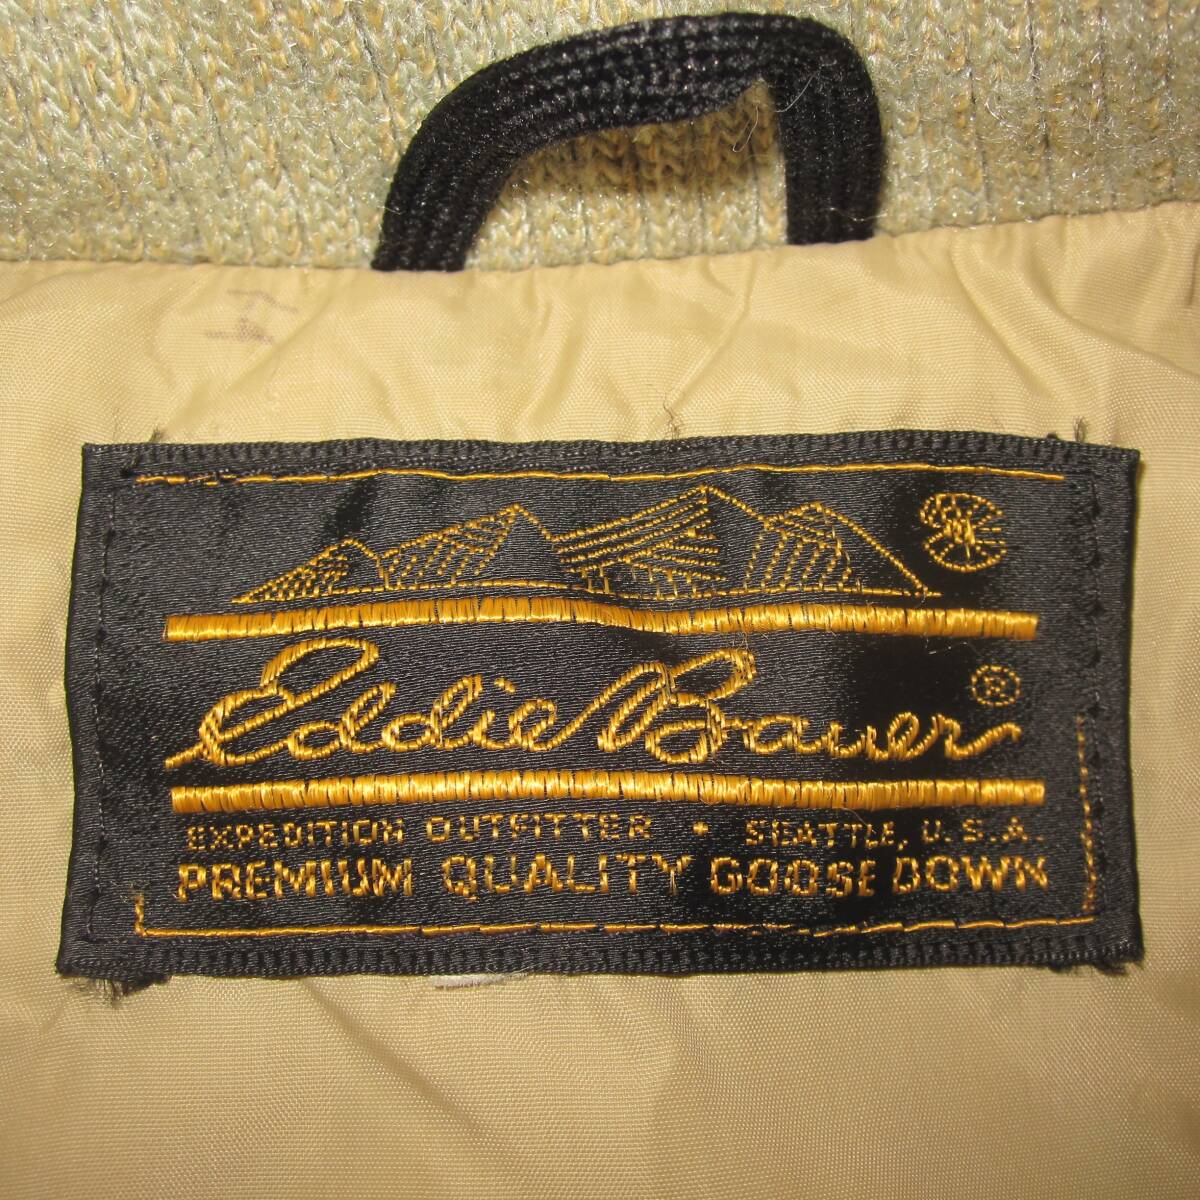 Eddie Bauer ®
EXPEDITION OUTFITTER • SEATTLE, U.S.A.
PREMIUM QUALITY GOOSE DOWN